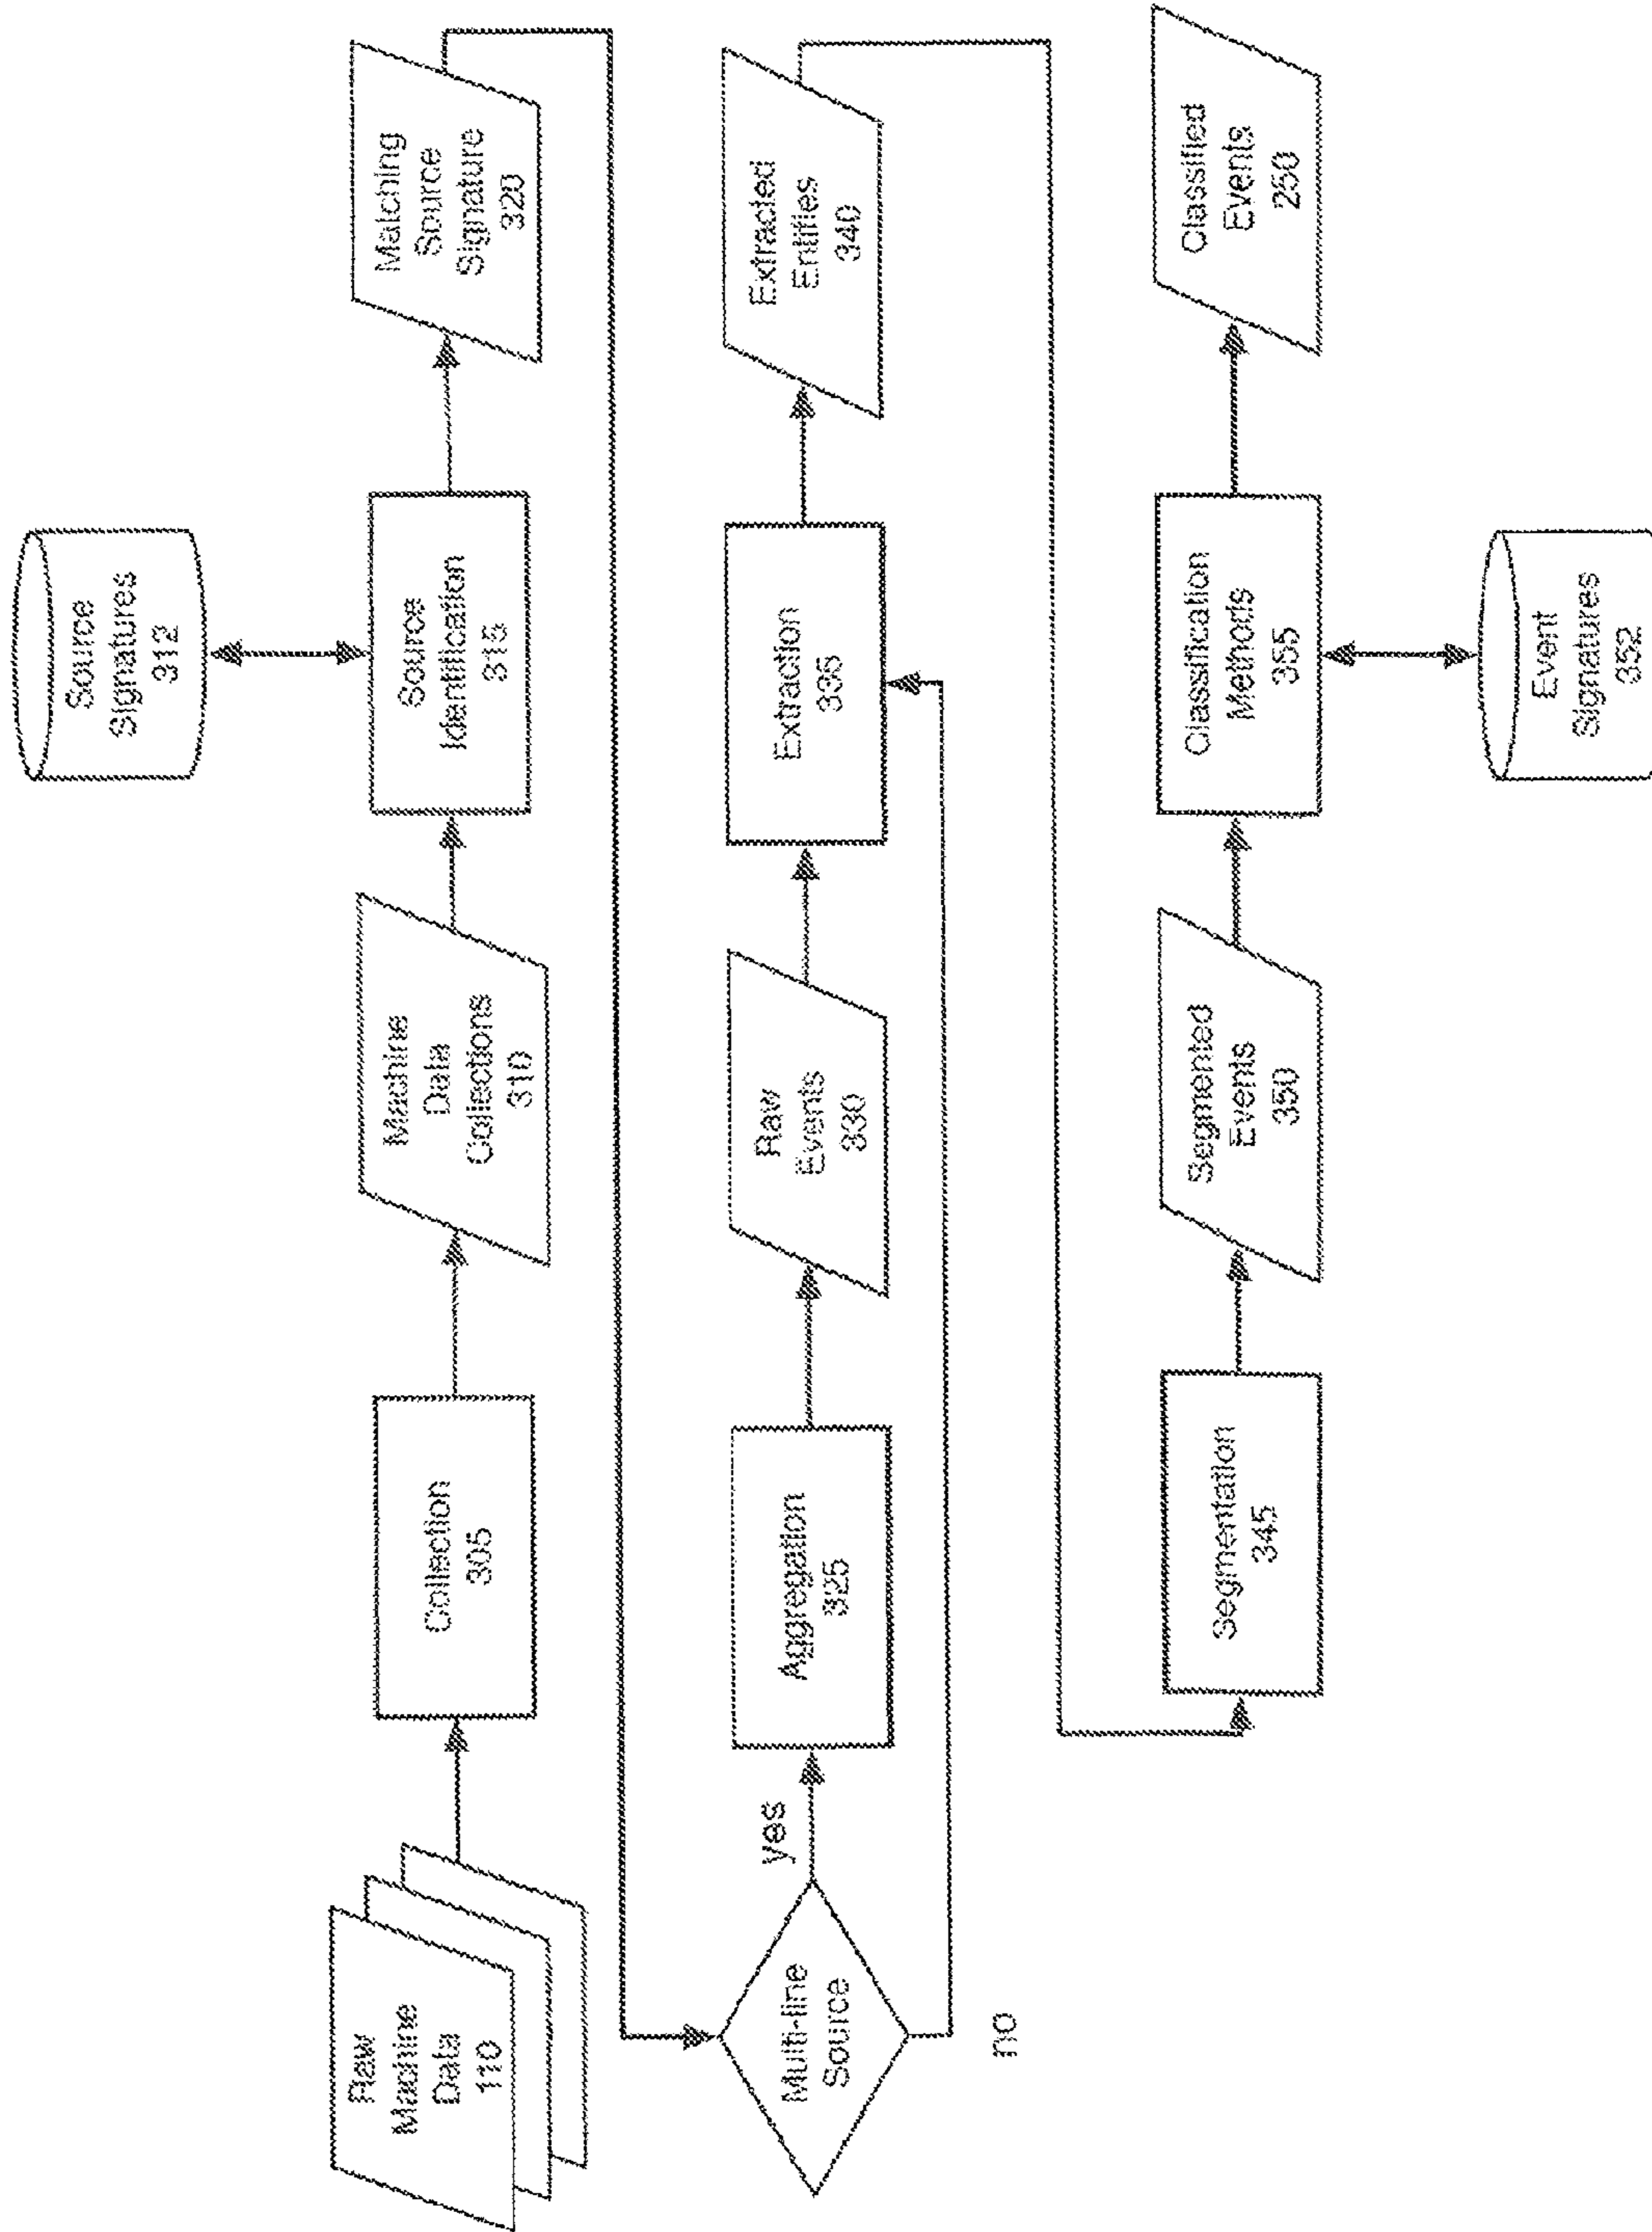 Source
Signatures
312
Raw
Machine
Data
110
Collection
305
Machine
Data
Collections
310
Source
Identification
315
Matching
Source
Signature
320
Multi-line
Source
yes
no
Aggregation
325
Raw
Events
330
Extraction
335
Extracted
Entities
340
Segmentation
345
Segmented
Events
350
Classification
Methods
355
Classified
Events
250
Event
Signatures
352